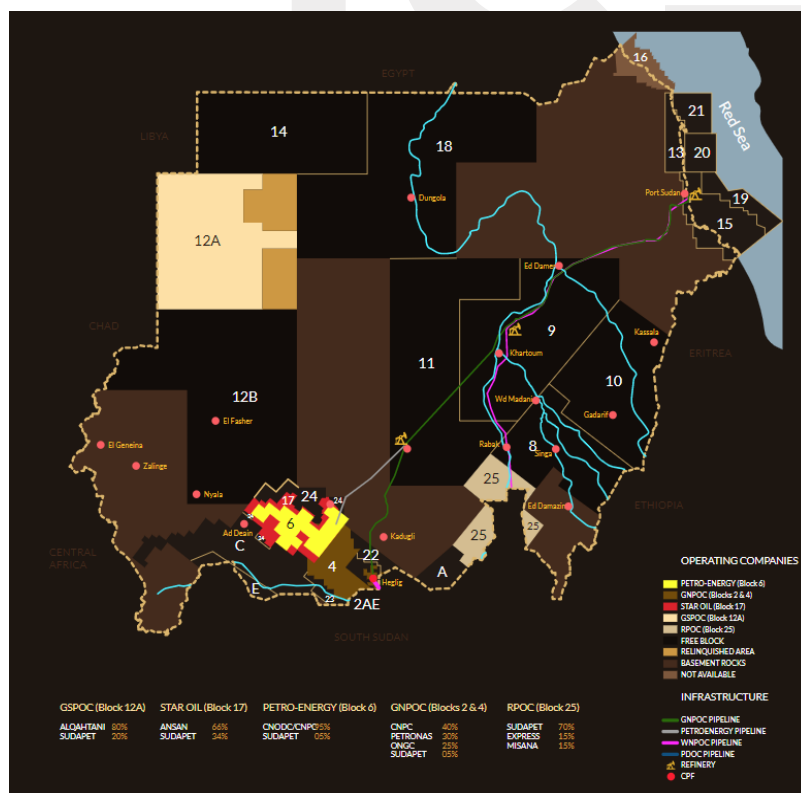 EGYPT
16
LIBYA
14
18
21
Red Sea
13
20
Dungola
Port Sudan
19
15
12A
Ed Damer
CHAD
9
Kassala
ERITREA
Khartoum
11
10
12B
Wd Madani
El Fasher
Gadarif
El Geneina
Rabak
8
Singa
Zalinge
25
Nyala
17
24
24
Ed Damazin
ETHIOPIA
24
Ad Deain
6
25
25
24
Kadugli
C
CENTRAL
AFRICA
22
4
A
Heglig
E
23
2AE
SOUTH SUDAN
OPERATING COMPANIES
PETRO-ENERGY (Block 6)
GNPOC (Blocks 2 & 4)
STAR OIL (Block 17)
GSPOC (Block 12A)
RPOC (Block 25)
FREE BLOCK
RELINQUISHED AREA
BASEMENT ROCKS
NOT AVAILABLE
INFRASTRUCTURE
GNPOC PIPELINE
PETROENERGY PIPELINE
WNPOC PIPELINE
PDOC PIPELINE
REFINERY
CPF
GSPOC (Block 12A)
ALQAHTANI 80%
SUDAPET 20%
STAR OIL (Block 17)
ANSAN 66%
SUDAPET 34%
PETRO-ENERGY (Block 6)
CNODC/CNPC 95%
SUDAPET 05%
GNPOC (Blocks 2 & 4)
CNPC 40%
PETRONAS 30%
ONGC 25%
SUDAPET 05%
RPOC (Block 25)
SUDAPET 70%
EXPRESS 15%
MISANA 15%